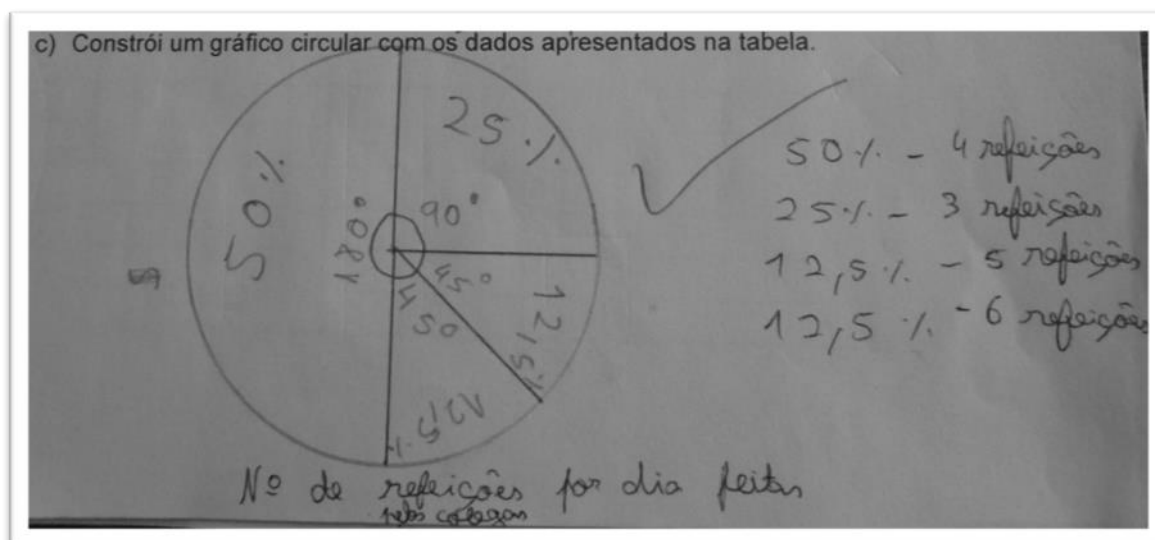 c) Constrói um gráfico circular com os dados apresentados na tabela.
25 %
50%
180°
90°
45°
45°
12,5%
12,5%
50% - 4 refeições
25% - 3 refeições
12,5% - 5 refeições
12,5% - 6 refeições
Nº de refeições por dia feitas
pelos colegas